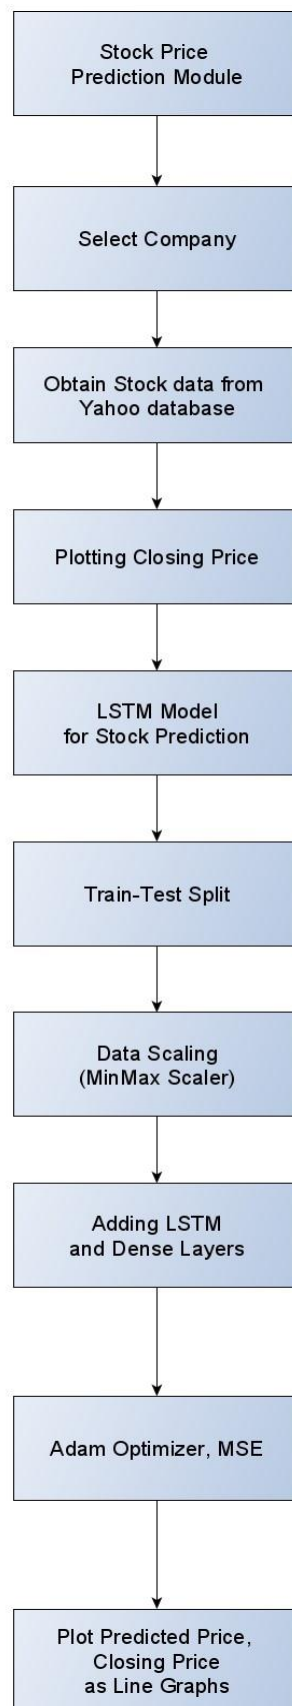 Stock Price
Prediction Module
Select Company
Obtain Stock data from
Yahoo database
Plotting Closing Price
LSTM Model
for Stock Prediction
Train-Test Split
Data Scaling
(MinMax Scaler)
Adding LSTM
and Dense Layers
Adam Optimizer, MSE
Plot Predicted Price,
Closing Price
as Line Graphs